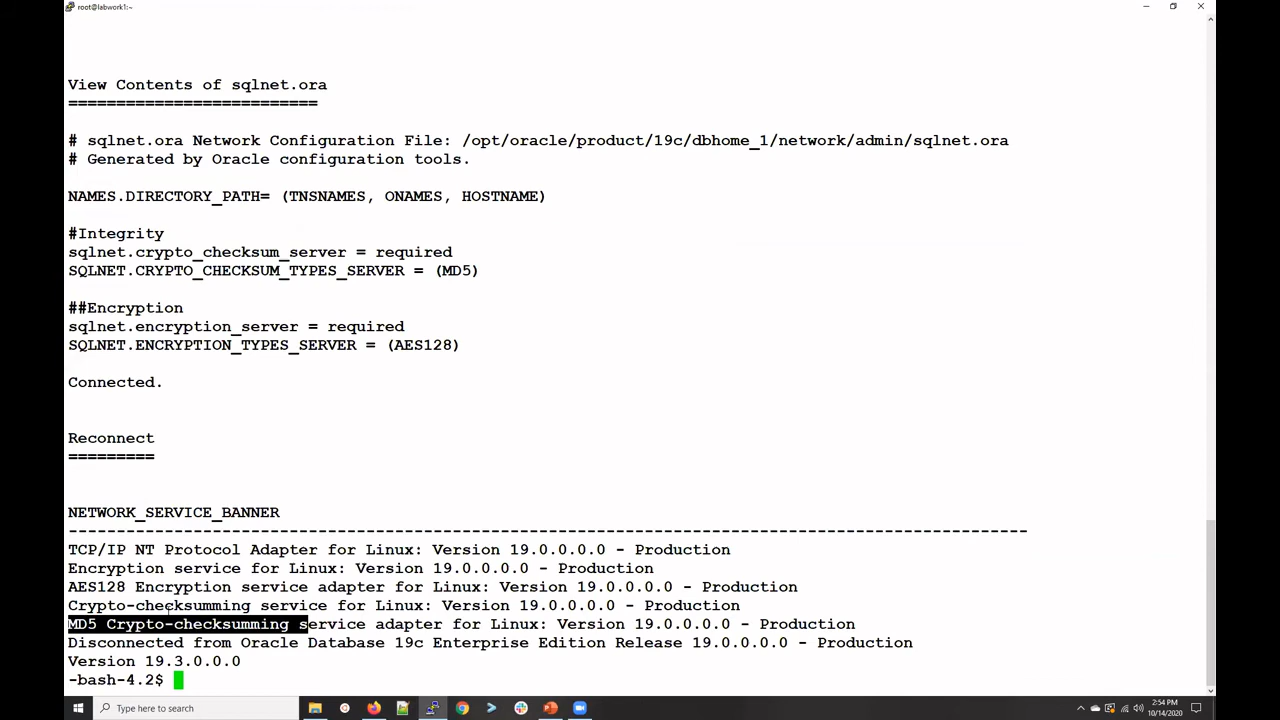 root@labwork1:~
View Contents of sqlnet.ora
==========================
# sqlnet.ora Network Configuration File: /opt/oracle/product/19c/dbhome_1/network/admin/sqlnet.ora
# Generated by Oracle configuration tools.
NAMES.DIRECTORY_PATH= (TNSNAMES, ONAMES, HOSTNAME)
#Integrity
sqlnet.crypto_checksum_server = required
SQLNET.CRYPTO_CHECKSUM_TYPES_SERVER = (MD5)
##Encryption
sqlnet.encryption_server = required
SQLNET.ENCRYPTION_TYPES_SERVER = (AES128)
Connected.
Reconnect
=========
NETWORK_SERVICE_BANNER
----------------------------------------------------------------------------------------------------
TCP/IP NT Protocol Adapter for Linux: Version 19.0.0.0.0 - Production
Encryption service for Linux: Version 19.0.0.0.0 - Production
AES128 Encryption service adapter for Linux: Version 19.0.0.0.0 - Production
Crypto-checksumming service for Linux: Version 19.0.0.0.0 - Production
MD5 Crypto-checksumming service adapter for Linux: Version 19.0.0.0.0 - Production
Disconnected from Oracle Database 19c Enterprise Edition Release 19.0.0.0.0 - Production
Version 19.3.0.0.0
-bash-4.2$
Type here to search
2:54 PM
10/14/2020